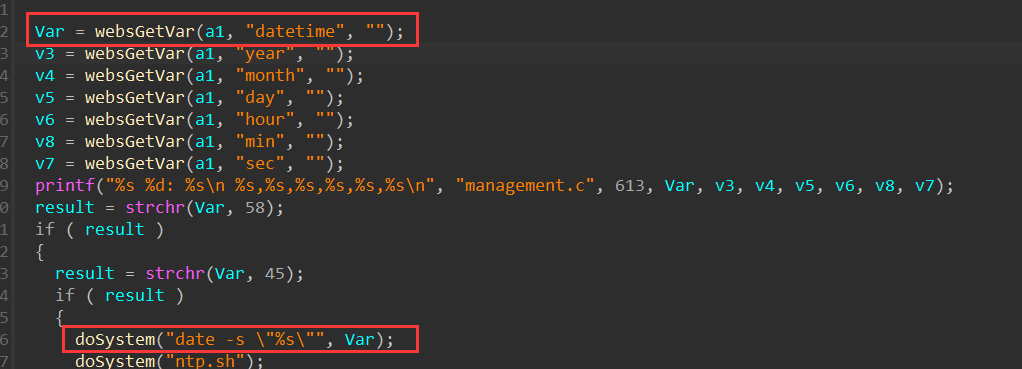 1
2 Var = websGetVar(a1, "datetime", "");
3 v3 = websGetVar(a1, "year", "");
4 v4 = websGetVar(a1, "month", "");
5 v5 = websGetVar(a1, "day", "");
6 v6 = websGetVar(a1, "hour", "");
7 v8 = websGetVar(a1, "min", "");
8 v7 = websGetVar(a1, "sec", "");
9 printf("%s %d: %s\n %s,%s,%s,%s,%s,%s\n", "management.c", 613, Var, v3, v4, v5, v6, v8, v7);
0 result = strchr(Var, 58);
1 if ( result )
2 {
3 result = strchr(Var, 45);
4 if ( result )
5 {
6 doSystem("date -s \"%s\"", Var);
7 doSystem("ntp.sh");